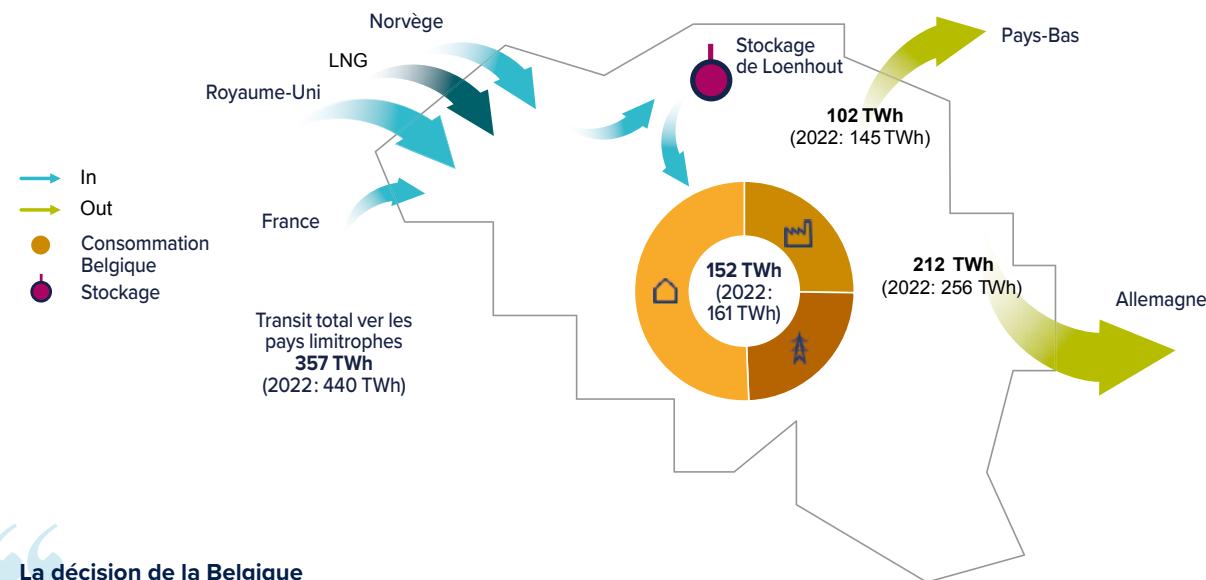 Norvège
LNG
Royaume-Uni
France
Stockage
de Loenhout
Pays-Bas
102 TWh
(2022: 145 TWh)
In
Out
Consommation
Belgique
Stockage
152 TWh
(2022:
161 TWh)
212 TWh
(2022: 256 TWh)
Allemagne
Transit total ver les
pays limitrophes
357 TWh
(2022: 440 TWh)
La décision de la Belgique